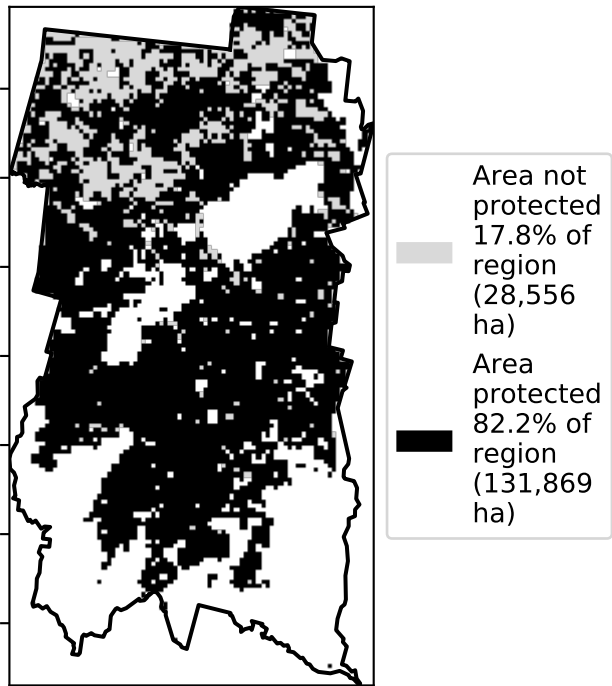 Area not
protected
17.8% of
region
(28,556
ha)
Area
protected
82.2% of
region
(131,869
ha)